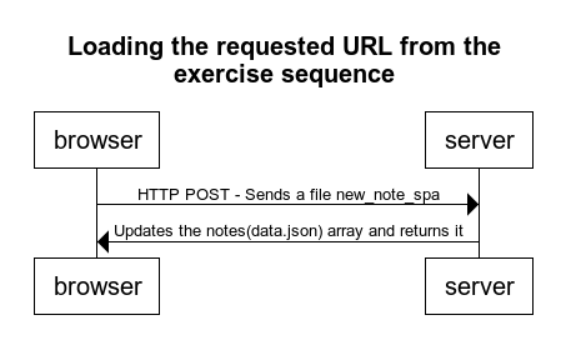 Loading the requested URL from the
exercise sequence
browser
server
HTTP POST - Sends a file new_note_spa
Updates the notes(data.json) array and returns it
browser
server